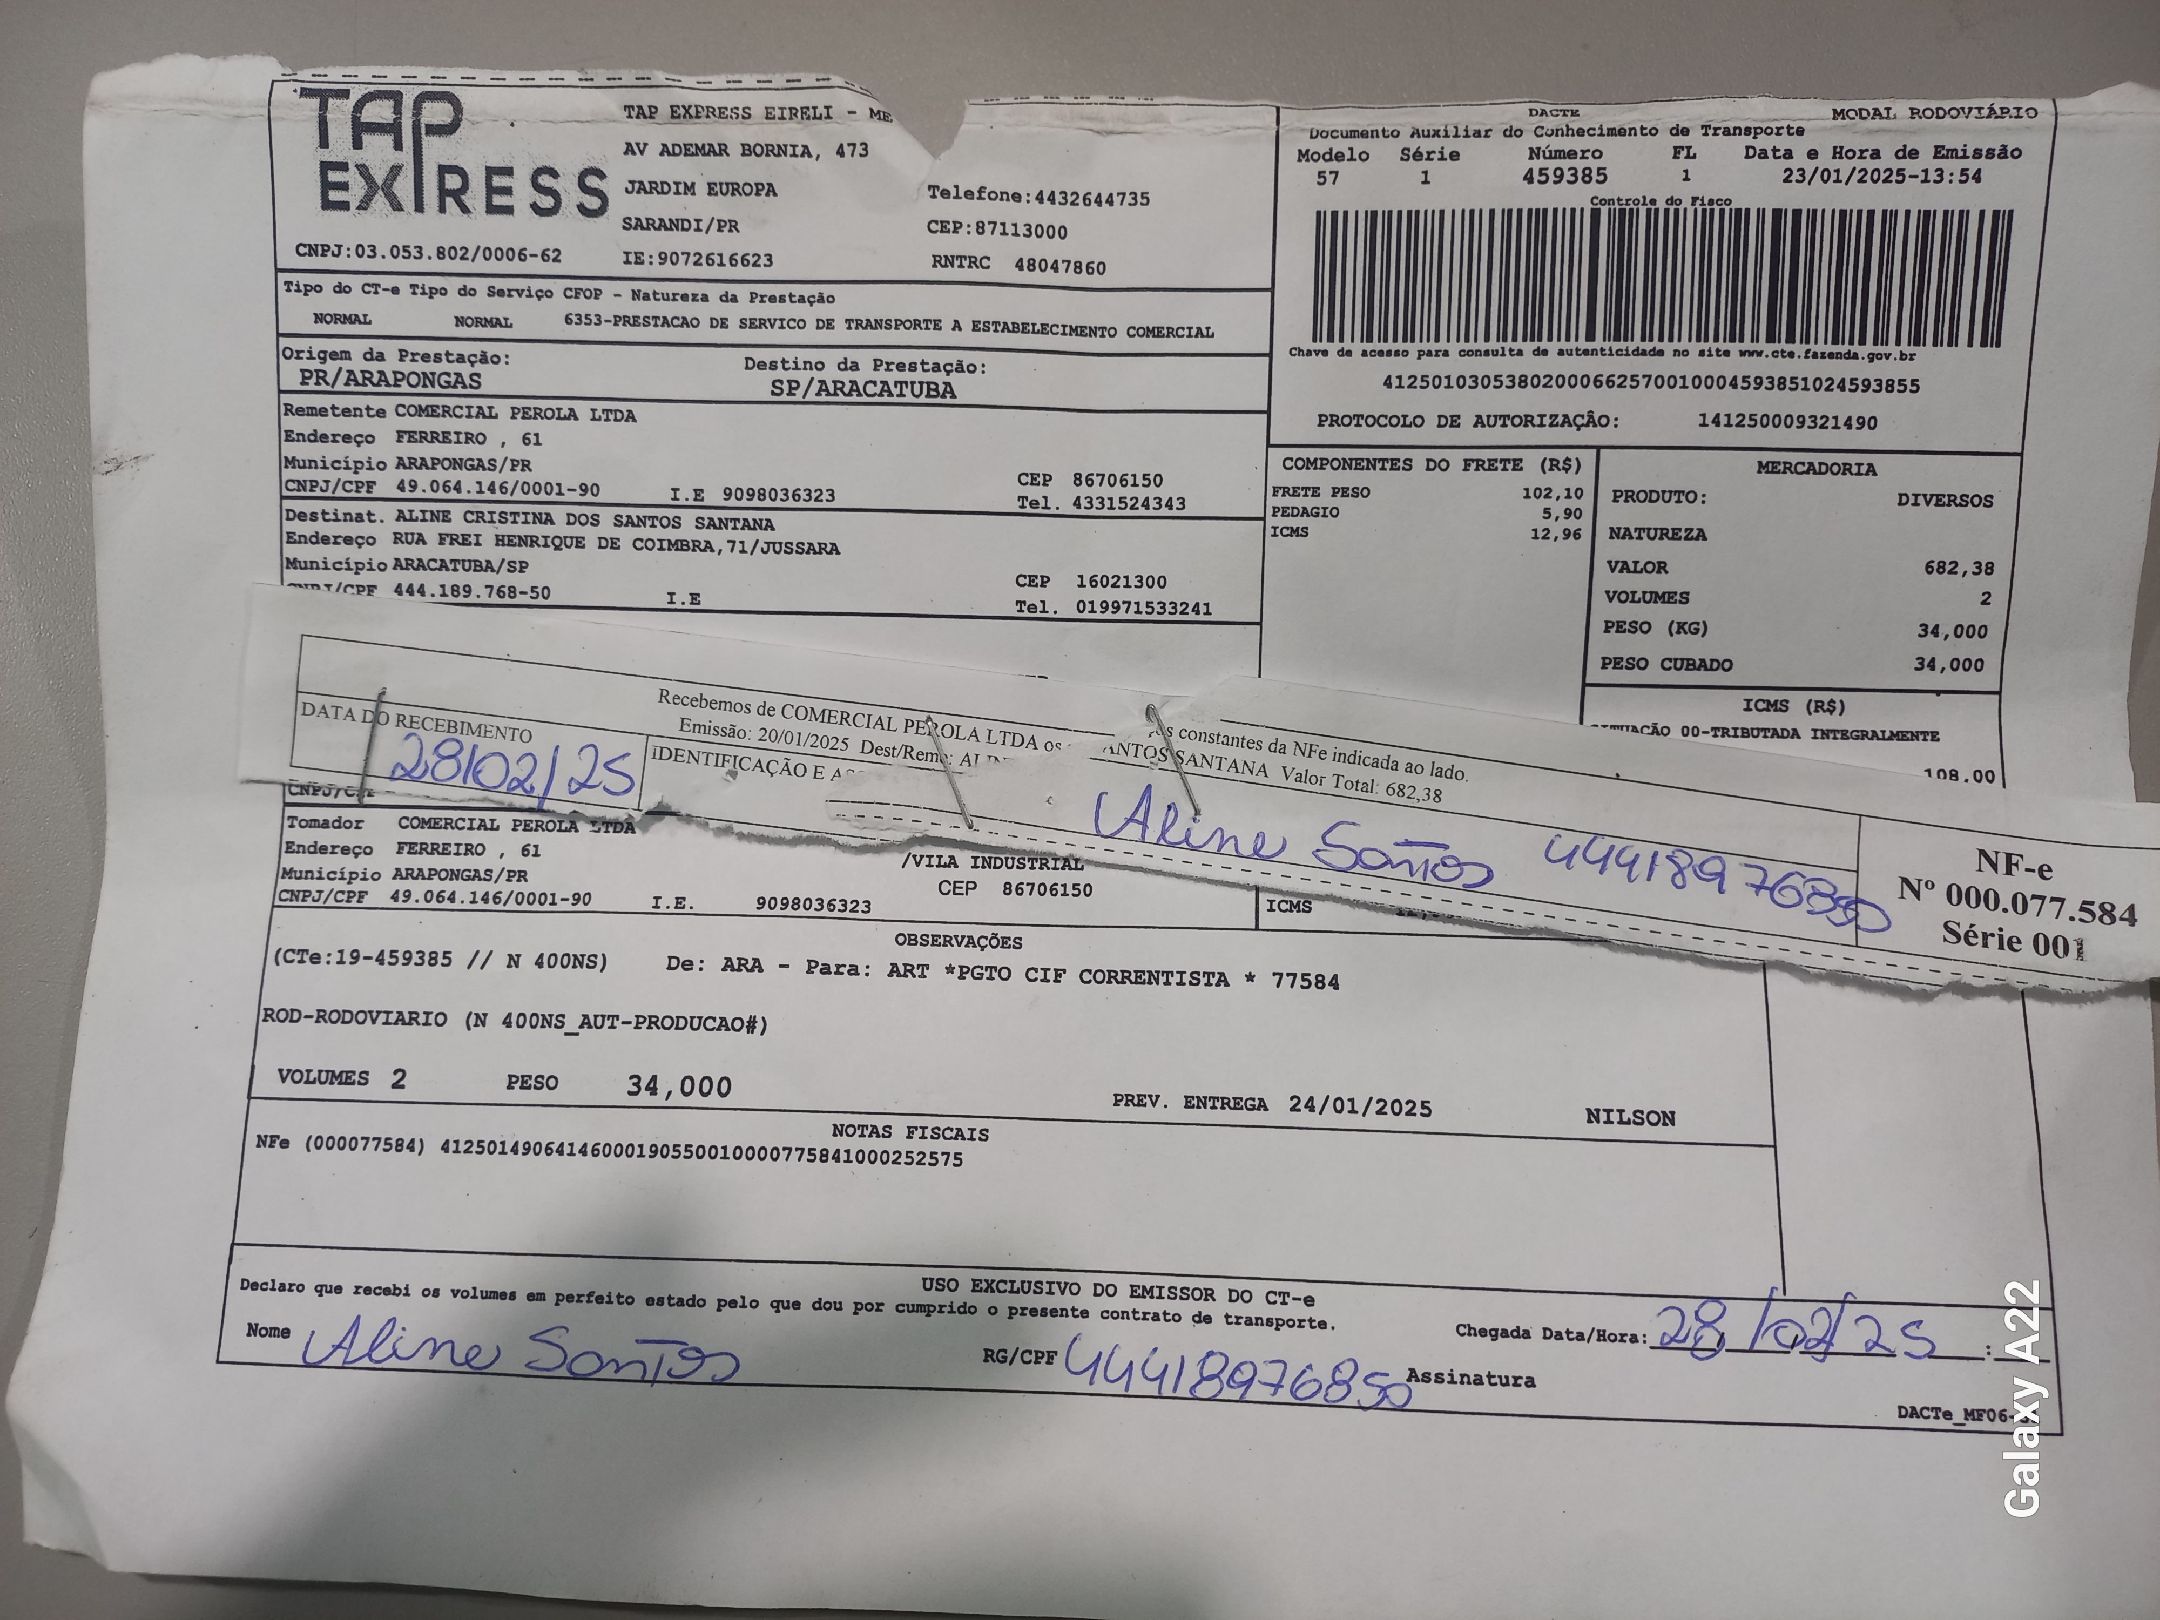 TAP EXPRESS
TAP EXPRESS EIRELI - ME
AV ADEMAR BORNIA, 473
JARDIM EUROPA
Telefone:4432644735
SARANDI/PR
CEP:87113000
CNPJ:03.053.802/0006-62
IE:9072616623
RNTRC 48047860
DACTE
MODAL RODOVIÁRIO
Documento Auxiliar do Conhecimento de Transporte
Modelo Série Número FL Data e Hora de Emissão
57 1 459385 1 23/01/2025-13:54
Controle do Fisco
Chave de acesso para consulta de autenticidade no site www.cte.fazenda.gov.br
41250103053802000662570010004593851024593855
PROTOCOLO DE AUTORIZAÇÂO: 141250009321490
Tipo do CT-e Tipo do Serviço CFOP - Natureza da Prestação
NORMAL NORMAL 6353-PRESTACAO DE SERVICO DE TRANSPORTE A ESTABELECIMENTO COMERCIAL
Origem da Prestação: Destino da Prestação:
PR/ARAPONGAS SP/ARACATUBA
Remetente COMERCIAL PEROLA LTDA
Endereço FERREIRO , 61
Município ARAPONGAS/PR CEP 86706150
CNPJ/CPF 49.064.146/0001-90 I.E 9098036323 Tel. 4331524343
Destinat. ALINE CRISTINA DOS SANTOS SANTANA
Endereço RUA FREI HENRIQUE DE COIMBRA,71/JUSSARA
Município ARACATUBA/SP CEP 16021300
CNPJ/CPF 444.189.768-50 I.E Tel. 019971533241
COMPONENTES DO FRETE (R$)
FRETE PESO 102,10
PEDAGIO 5,90
ICMS 12,96
MERCADORIA
PRODUTO: DIVERSOS
NATUREZA
VALOR 682,38
VOLUMES 2
PESO (KG) 34,000
PESO CUBADO 34,000
ICMS (R$)
SITUAÇÃO 00-TRIBUTADA INTEGRALMENTE
108.00
Recebemos de COMERCIAL PEROLA LTDA os constantes da NFe indicada ao lado.
Emissão: 20/01/2025 Dest/Reme: SANTOS SANTANA Valor Total: 682,38
DATA DO RECEBIMENTO
28/02/25
IDENTIFICAÇÃO E
Aline Santos 44418976850
NF-e
Nº 000.077.584
Série 001
CNPJ/
Tomador COMERCIAL PEROLA LTDA
Endereço FERREIRO , 61 /VILA INDUSTRIAL
Município ARAPONGAS/PR CEP 86706150
CNPJ/CPF 49.064.146/0001-90 I.E. 9098036323
ICMS
OBSERVAÇÕES
(CTe:19-459385 // N 400NS) De: ARA - Para: ART *PGTO CIF CORRENTISTA * 77584
ROD-RODOVIARIO (N 400NS_AUT-PRODUCAO#)
VOLUMES 2 PESO 34,000 PREV. ENTREGA 24/01/2025 NILSON
NOTAS FISCAIS
NFe (000077584) 41250149064146000190550010000775841000252575
USO EXCLUSIVO DO EMISSOR DO CT-e
Declaro que recebi os volumes em perfeito estado pelo que dou por cumprido o presente contrato de transporte.
Nome Aline Santos RG/CPF 44418976850 Assinatura
Chegada Data/Hora: 28/02/25 :
DACTe_MF06-
Galaxy A22